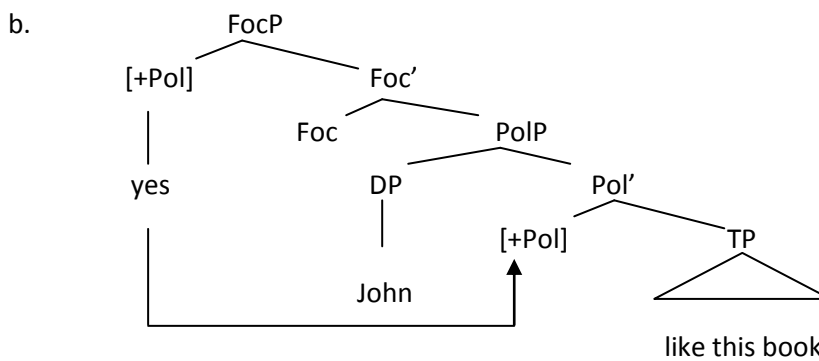 b. FocP
[+Pol] Foc’
Foc PolP
yes DP Pol’
[+Pol] TP
John
like this book